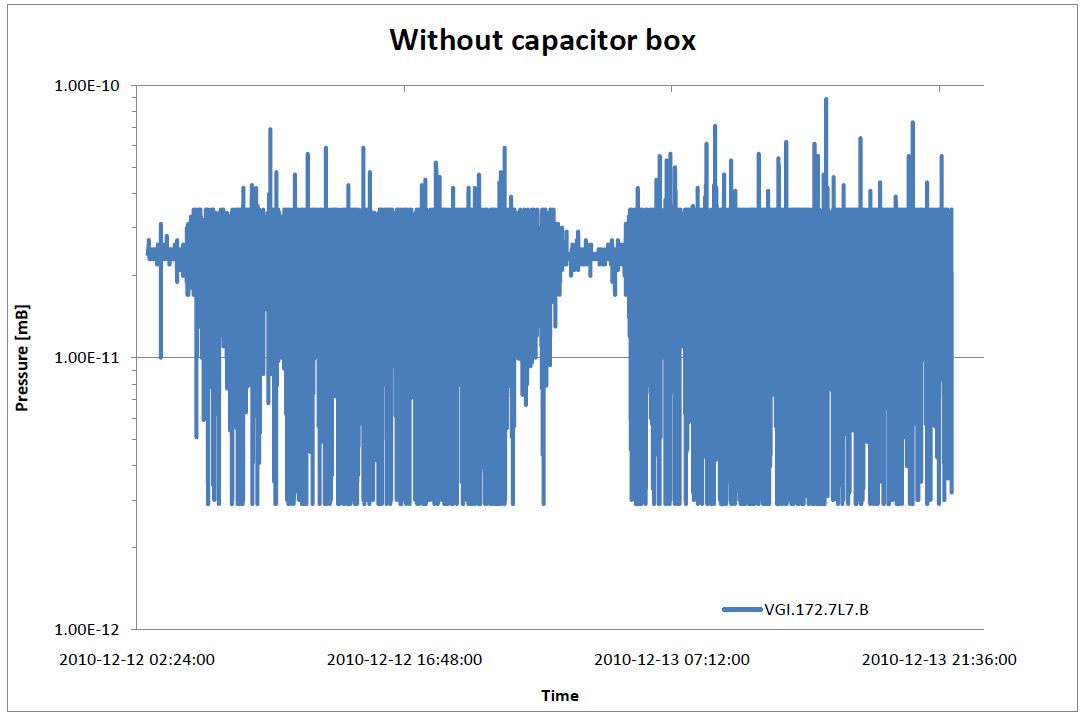 Without capacitor box
1.00E-10
1.00E-11
1.00E-12
Pressure [mB]
VGI.172.7L7.B
2010-12-12 02:24:00
2010-12-12 16:48:00
2010-12-13 07:12:00
2010-12-13 21:36:00
Time